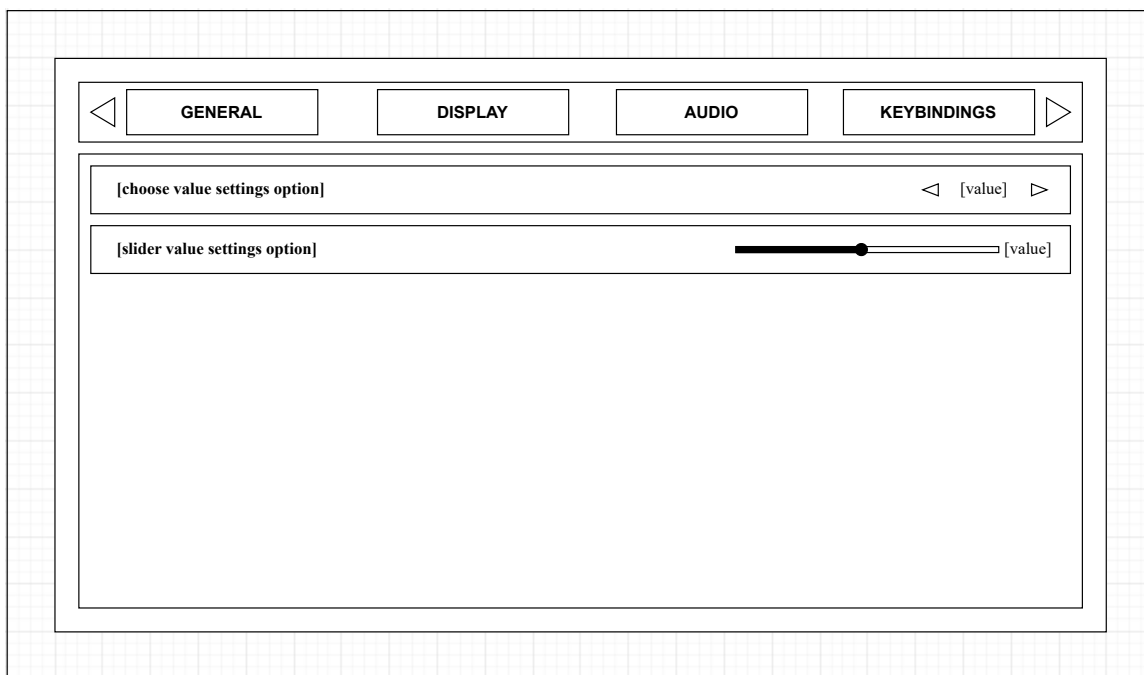 GENERAL DISPLAY AUDIO KEYBINDINGS
[choose value settings option] [value]
[slider value settings option] [value]